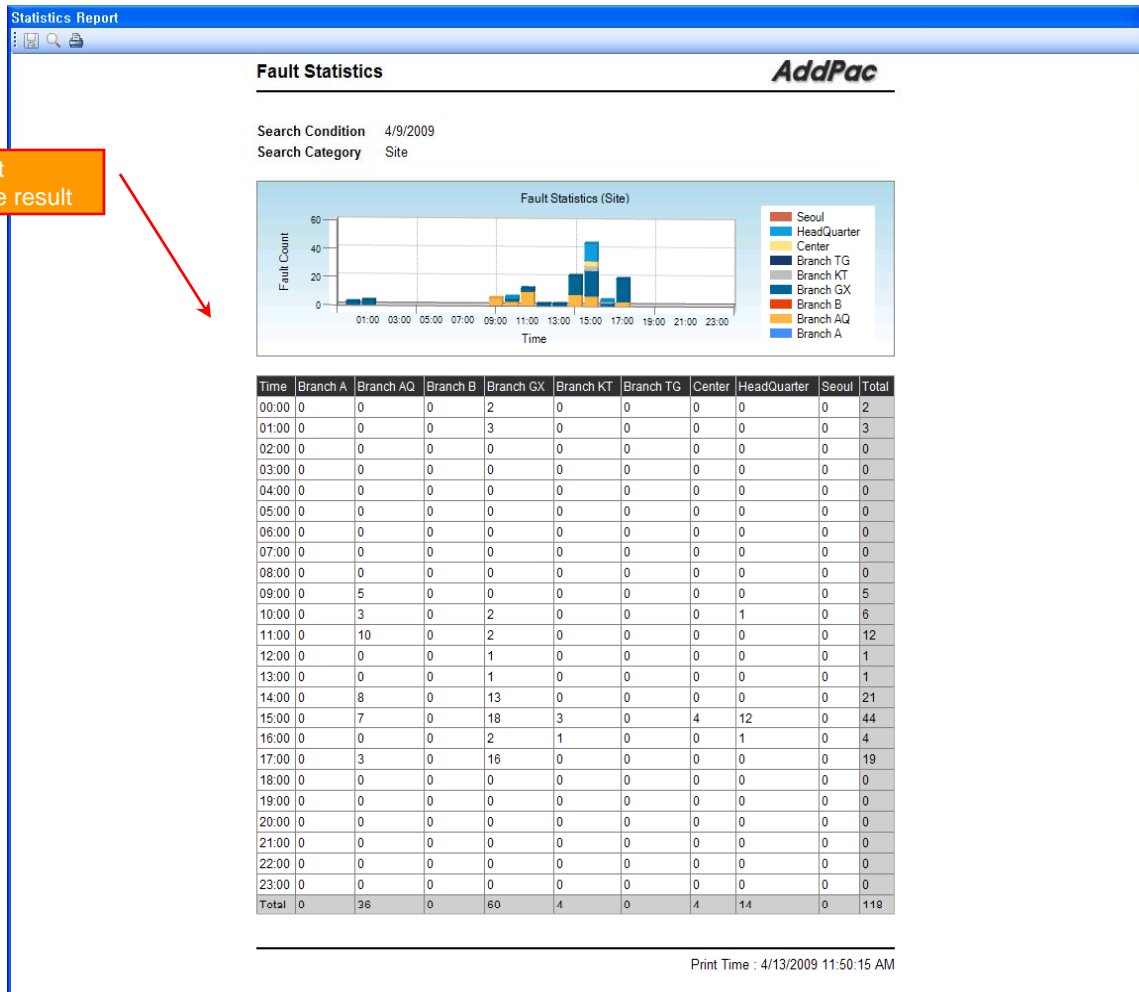 Statistics Report
Fault Statistics
AddPac
Search Condition 4/9/2009
Search Category Site
e result
Fault Statistics (Site)
Fault Count
60
40
20
0
01:00 03:00 05:00 07:00 09:00 11:00 13:00 15:00 17:00 19:00 21:00 23:00
Time
Seoul
HeadQuarter
Center
Branch TG
Branch KT
Branch GX
Branch B
Branch AQ
Branch A
Time Branch A Branch AQ Branch B Branch GX Branch KT Branch TG Center HeadQuarter Seoul Total
00:00 0 0 0 2 0 0 0 0 0 2
01:00 0 0 0 3 0 0 0 0 0 3
02:00 0 0 0 0 0 0 0 0 0 0
03:00 0 0 0 0 0 0 0 0 0 0
04:00 0 0 0 0 0 0 0 0 0 0
05:00 0 0 0 0 0 0 0 0 0 0
06:00 0 0 0 0 0 0 0 0 0 0
07:00 0 0 0 0 0 0 0 0 0 0
08:00 0 0 0 0 0 0 0 0 0 0
09:00 0 5 0 0 0 0 0 0 0 5
10:00 0 3 0 2 0 0 0 1 0 6
11:00 0 10 0 2 0 0 0 0 0 12
12:00 0 0 0 1 0 0 0 0 0 1
13:00 0 0 0 1 0 0 0 0 0 1
14:00 0 8 0 13 0 0 0 0 0 21
15:00 0 7 0 18 3 0 4 12 0 44
16:00 0 0 0 2 1 0 0 1 0 4
17:00 0 3 0 16 0 0 0 0 0 19
18:00 0 0 0 0 0 0 0 0 0 0
19:00 0 0 0 0 0 0 0 0 0 0
20:00 0 0 0 0 0 0 0 0 0 0
21:00 0 0 0 0 0 0 0 0 0 0
22:00 0 0 0 0 0 0 0 0 0 0
23:00 0 0 0 0 0 0 0 0 0 0
Total 0 36 0 60 4 0 4 14 0 118
Print Time : 4/13/2009 11:50:15 AM